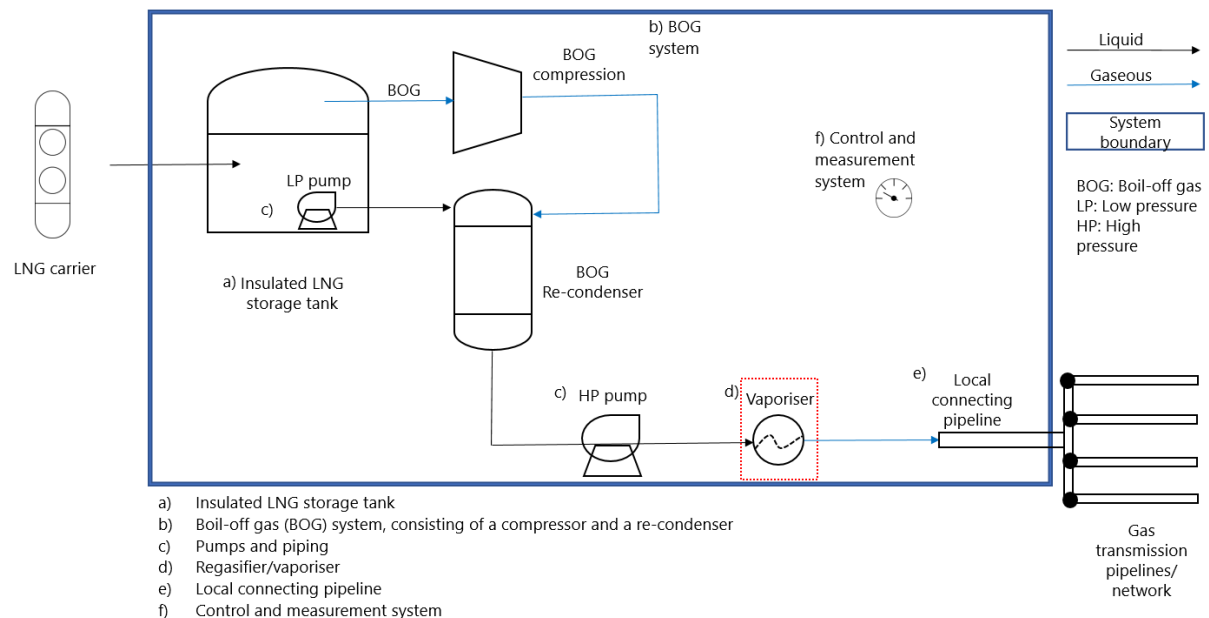 b) BOG
system
BOG
compression
BOG
Liquid
Gaseous
System
boundary
f) Control and
measurement
system
LP pump
c)
BOG: Boil-off gas
LP: Low pressure
HP: High
pressure
LNG carrier
a) Insulated LNG
storage tank
BOG
Re-condenser
c) HP pump
d) Vaporiser
e) Local
connecting
pipeline
Gas
transmission
pipelines/
network
a) Insulated LNG storage tank
b) Boil-off gas (BOG) system, consisting of a compressor and a re-condenser
c) Pumps and piping
d) Regasifier/vaporiser
e) Local connecting pipeline
f) Control and measurement system